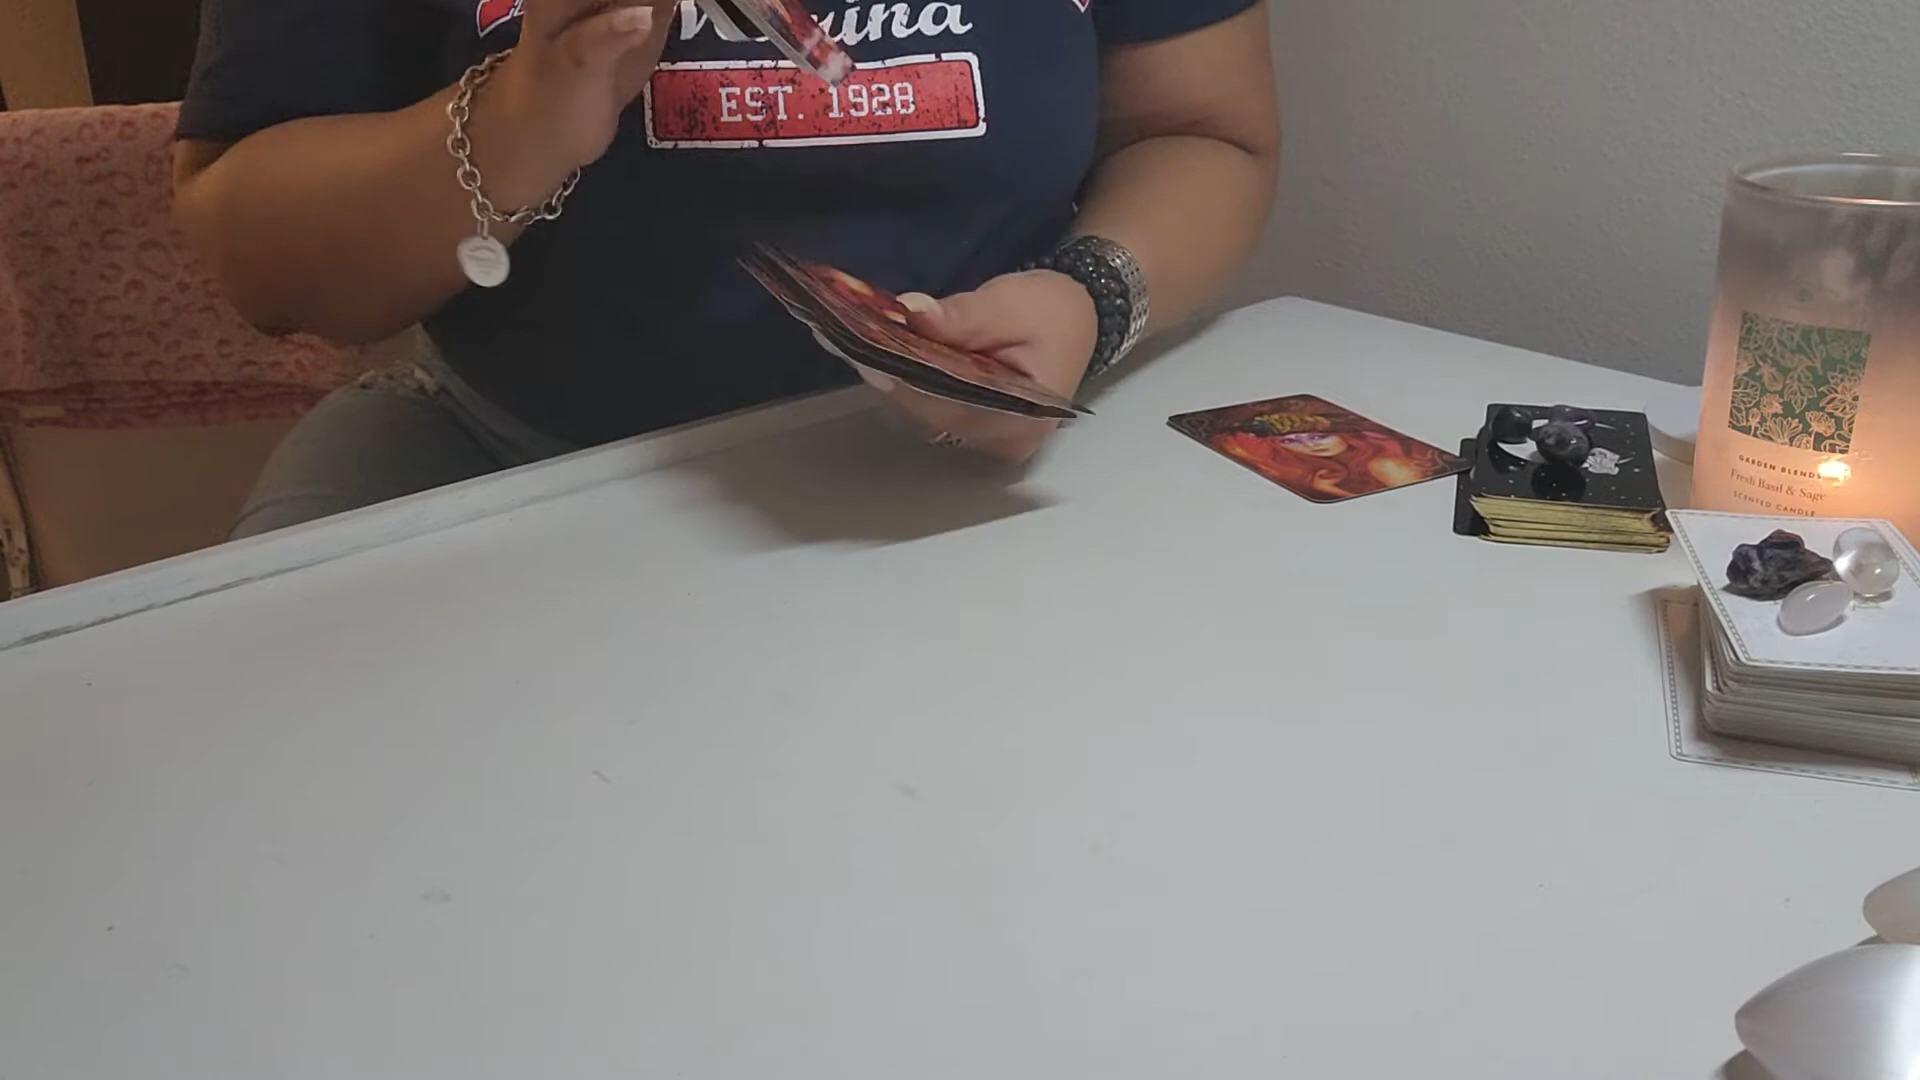 EST. 1928
GARDEN BLENDS
Fresh Basil & Sage
SCENTED CANDLE